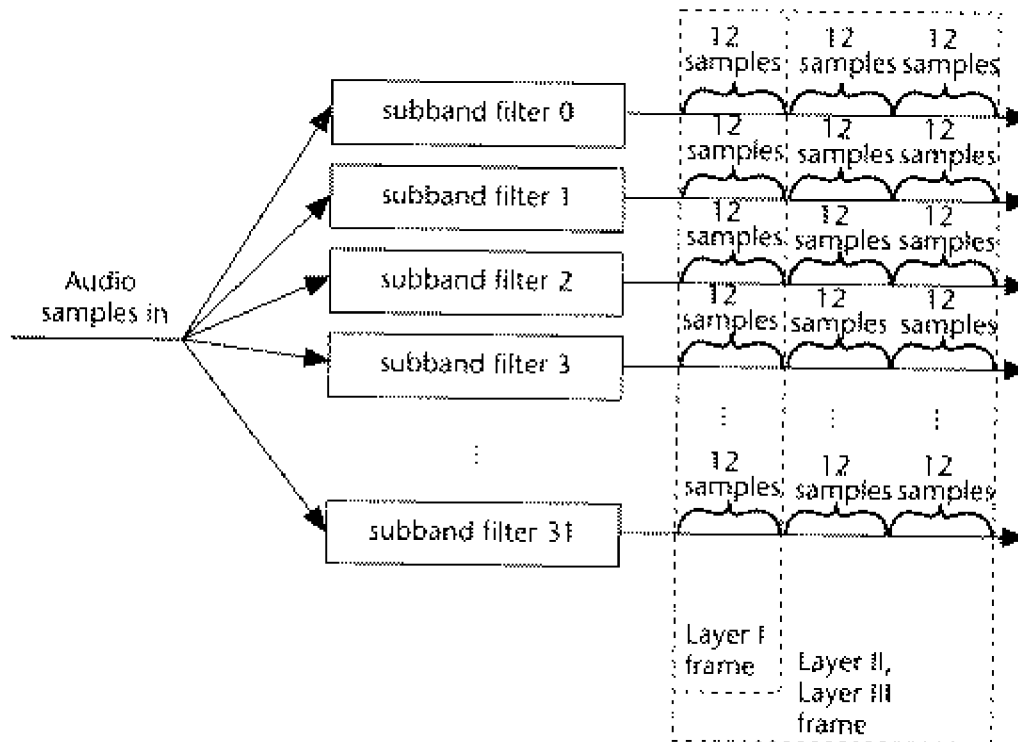 12 12 12
samples samples samples
subband filter 0
12 12 12
samples samples samples
subband filter 1
12 12 12
samples samples samples
subband filter 2
12 12 12
samples samples samples
subband filter 3
Audio
samples in
⋮ ⋮ ⋮
⋮
12 12 12
samples samples samples
subband filter 31
Layer I
frame
Layer II,
Layer III
frame